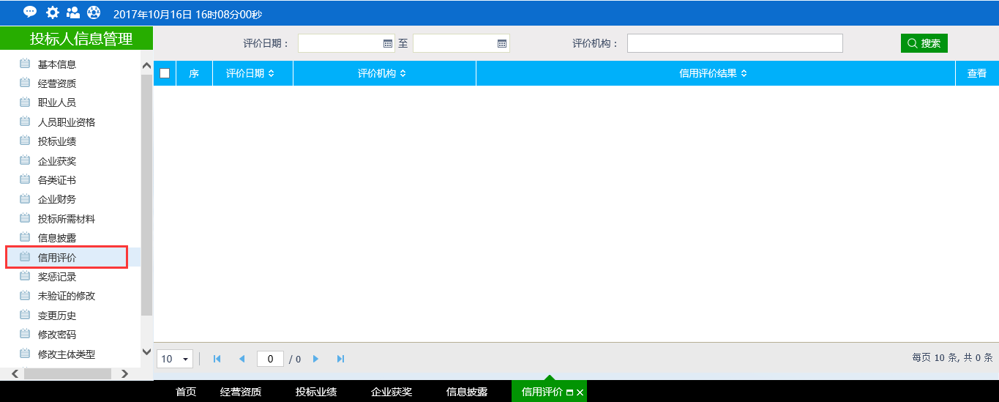 2017年10月16日 16时08分00秒
投标人信息管理
基本信息
经营资质
职业人员
人员职业资格
投标业绩
企业获奖
各类证书
企业财务
投标所需材料
信息披露
信用评价
奖惩记录
未验证的修改
变更历史
修改密码
修改主体类型
评价日期： 至 评价机构： 搜索
序 评价日期 评价机构 信用评价结果 查看
10 0 / 0 每页 10 条, 共 0 条
首页 经营资质 投标业绩 企业获奖 信息披露 信用评价